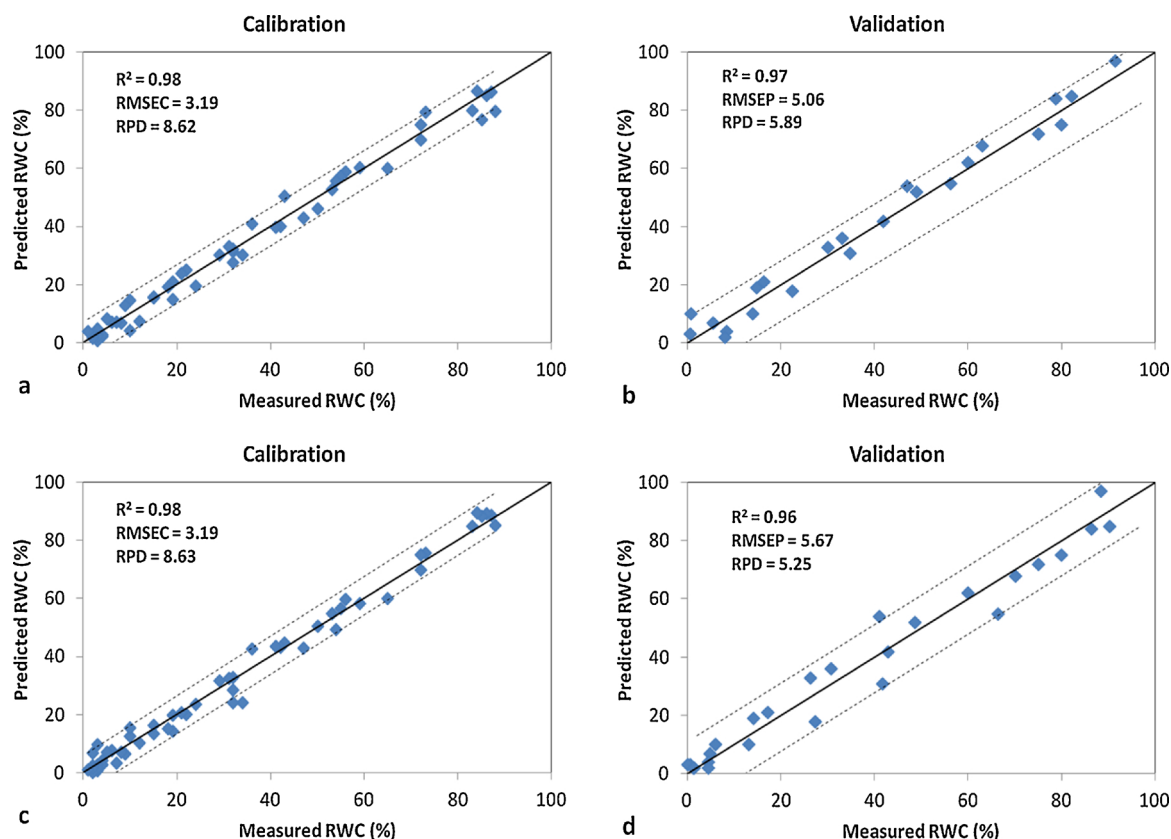 Calibration
R² = 0.98
RMSEC = 3.19
RPD = 8.62
Predicted RWC (%)
100
80
60
40
20
0
0 20 40 60 80 100
Measured RWC (%)
a
Validation
R² = 0.97
RMSEP = 5.06
RPD = 5.89
Predicted RWC (%)
100
80
60
40
20
0
0 20 40 60 80 100
Measured RWC (%)
b
Calibration
R² = 0.98
RMSEC = 3.19
RPD = 8.63
Predicted RWC (%)
100
80
60
40
20
0
0 20 40 60 80 100
Measured RWC (%)
c
Validation
R² = 0.96
RMSEP = 5.67
RPD = 5.25
Predicted RWC (%)
100
80
60
40
20
0
0 20 40 60 80 100
Measured RWC (%)
d